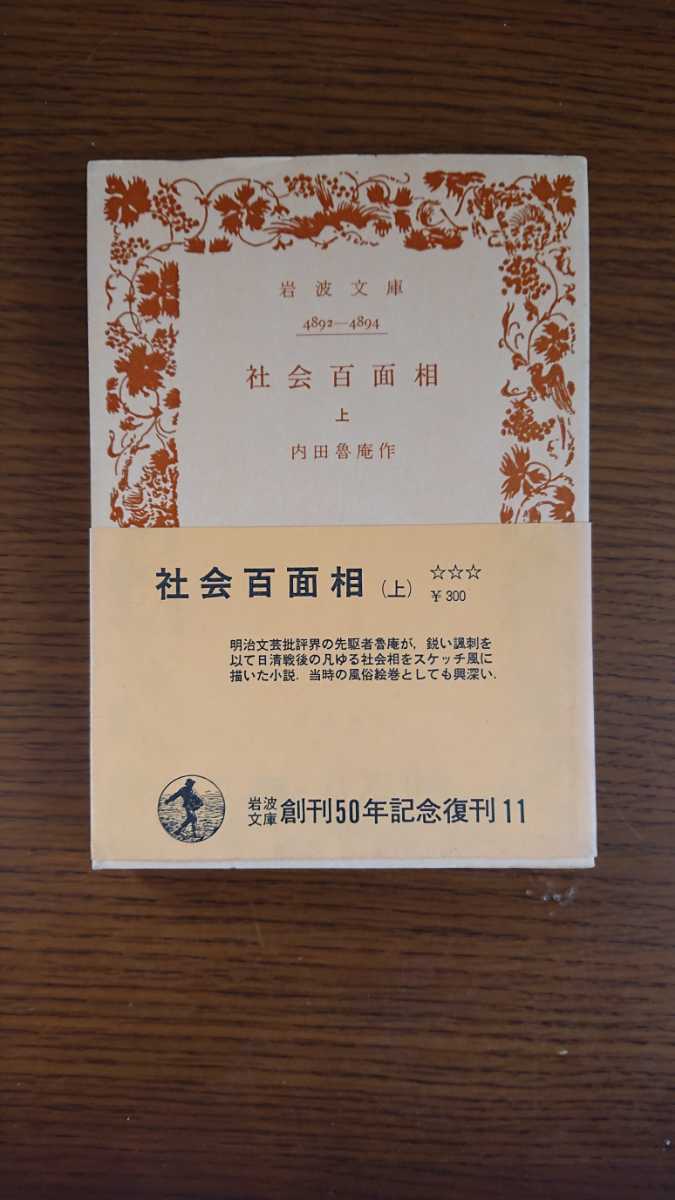 岩波文庫
4892—4894
社会百面相
上
内田魯庵作
社会百面相(上) ☆☆☆
¥300
明治文芸批評界の先駆者魯庵が,鋭い諷刺を
以て日清戦後の凡ゆる社会相をスケッチ風に
描いた小説.当時の風俗絵巻としても興深い.
岩波文庫 創刊50年記念復刊11